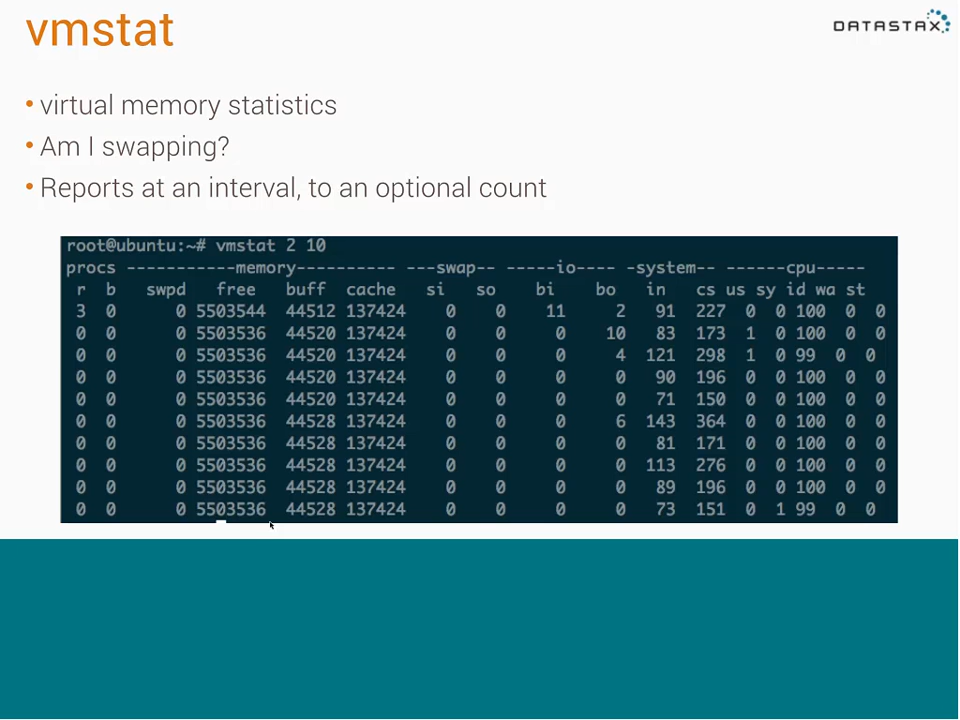 vmstat
DATASTAX
• virtual memory statistics
• Am I swapping?
• Reports at an interval, to an optional count
root@ubuntu:~# vmstat 2 10
procs -----------memory---------- ---swap-- -----io---- -system-- ------cpu-----
r b swpd free buff cache si so bi bo in cs us sy id wa st
3 0 0 5503544 44512 137424 0 0 11 2 91 227 0 0 100 0 0
0 0 0 5503536 44520 137424 0 0 0 10 83 173 1 0 100 0 0
0 0 0 5503536 44520 137424 0 0 0 4 121 298 1 0 99 0 0
0 0 0 5503536 44520 137424 0 0 0 0 90 196 0 0 100 0 0
0 0 0 5503536 44520 137424 0 0 0 0 71 150 0 0 100 0 0
0 0 0 5503536 44528 137424 0 0 0 6 143 364 0 0 100 0 0
0 0 0 5503536 44528 137424 0 0 0 0 81 171 0 0 100 0 0
0 0 0 5503536 44528 137424 0 0 0 0 113 276 0 0 100 0 0
0 0 0 5503536 44528 137424 0 0 0 0 89 196 0 0 100 0 0
0 0 0 5503536 44528 137424 0 0 0 0 73 151 0 1 99 0 0